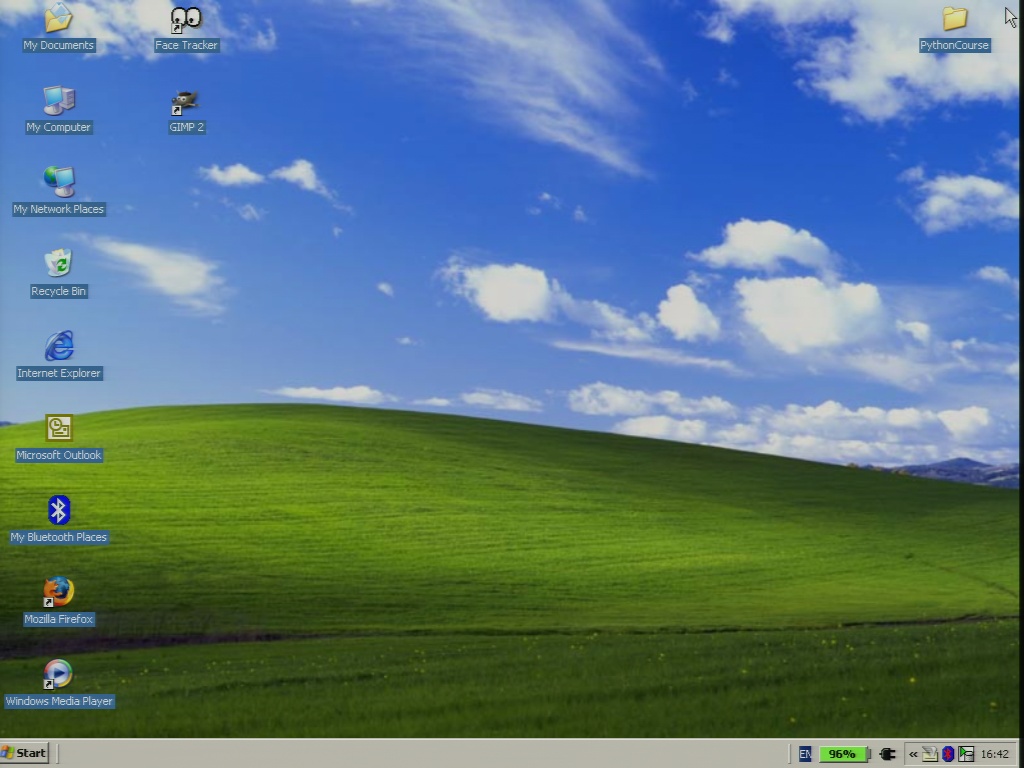 My Documents
Face Tracker
PythonCourse
My Computer
GIMP 2
My Network Places
Recycle Bin
Internet Explorer
Microsoft Outlook
My Bluetooth Places
Mozilla Firefox
Windows Media Player
Start
EN
96%
«
16:42